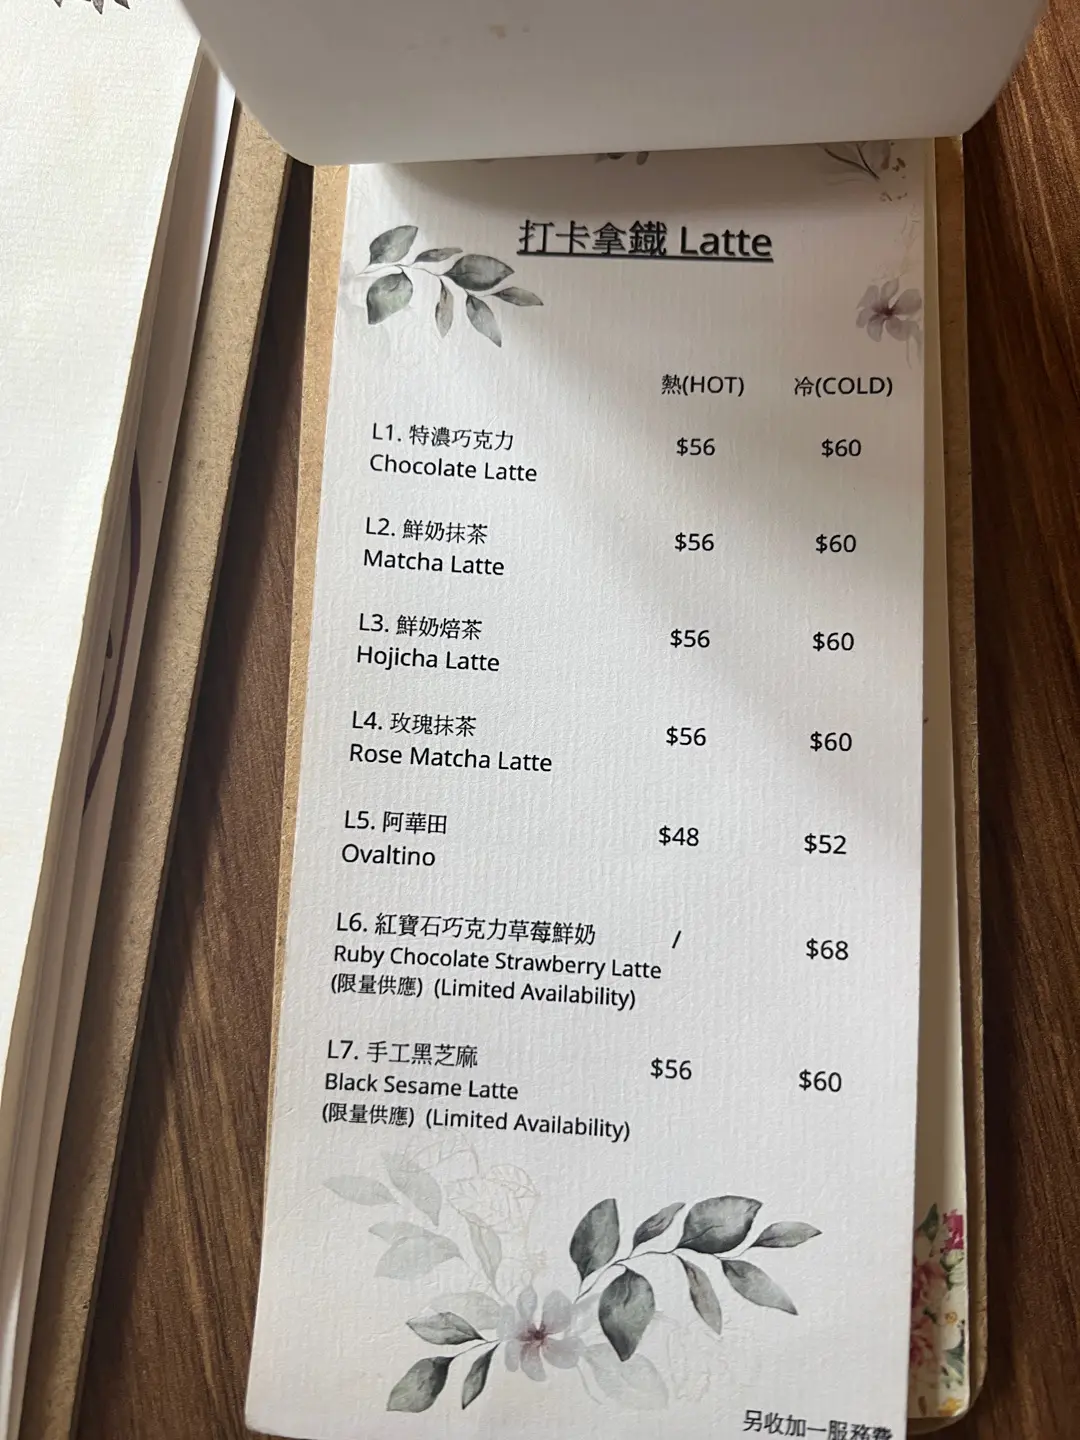 打卡拿鐵 Latte
熱(HOT) 冷(COLD)
L1. 特濃巧克力 $56 $60
Chocolate Latte
L2. 鮮奶抹茶 $56 $60
Matcha Latte
L3. 鮮奶焙茶 $56 $60
Hojicha Latte
L4. 玫瑰抹茶 $56 $60
Rose Matcha Latte
L5. 阿華田 $48 $52
Ovaltino
L6. 紅寶石巧克力草莓鮮奶 / $68
Ruby Chocolate Strawberry Latte
(限量供應) (Limited Availability)
L7. 手工黑芝麻 $56 $60
Black Sesame Latte
(限量供應) (Limited Availability)
另收加一服務費